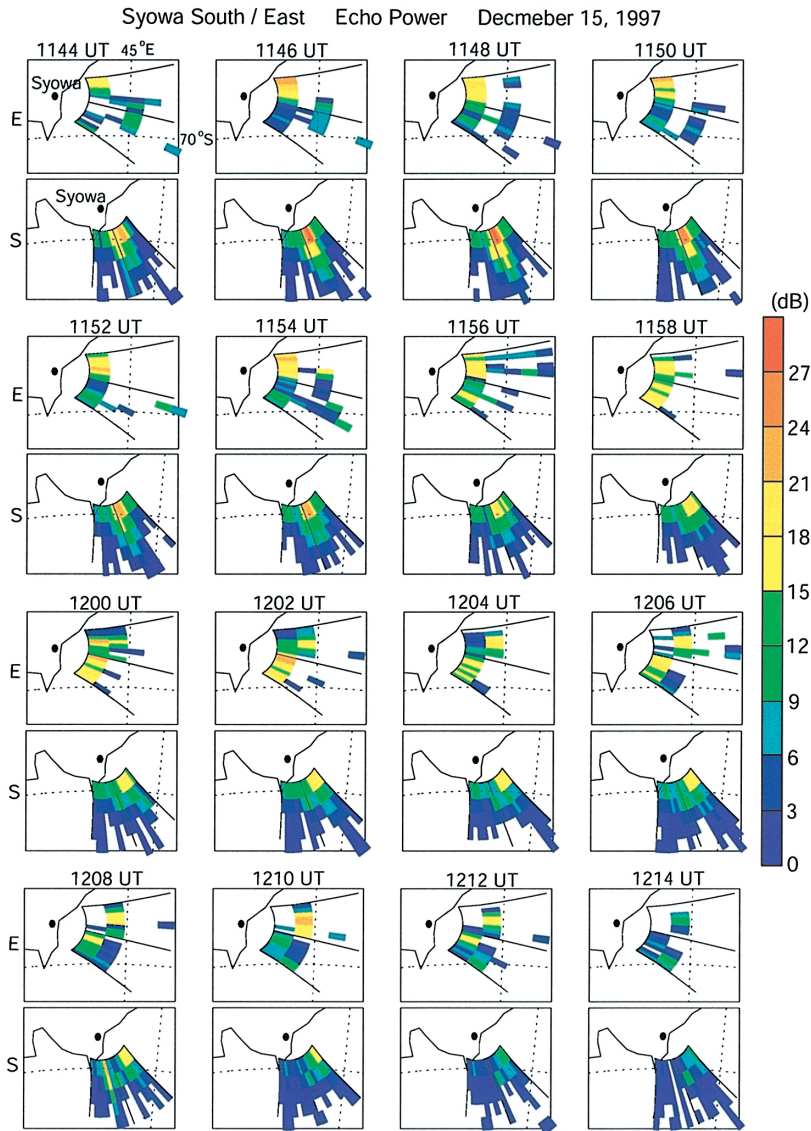 Syowa South / East Echo Power Decmeber 15, 1997
1144 UT 45°E 1146 UT 1148 UT 1150 UT
Syowa
E
70°S
Syowa
S
(dB)
1152 UT 1154 UT 1156 UT 1158 UT
E
27
24
S
21
18
1200 UT 1202 UT 1204 UT 1206 UT
15
E
12
9
S
6
3
0
1208 UT 1210 UT 1212 UT 1214 UT
E
S